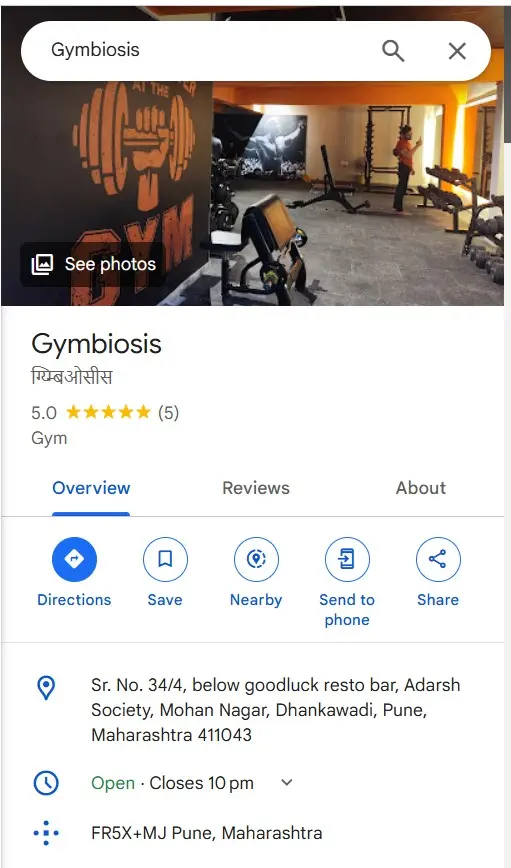 Gymbiosis
AT THE
GYM
See photos
Gymbiosis
ग्य्म्बिओसीस
5.0 (5)
Gym
Overview Reviews About
Directions Save Nearby Send to phone Share
Sr. No. 34/4, below goodluck resto bar, Adarsh
Society, Mohan Nagar, Dhankawadi, Pune,
Maharashtra 411043
Open · Closes 10 pm
FR5X+MJ Pune, Maharashtra